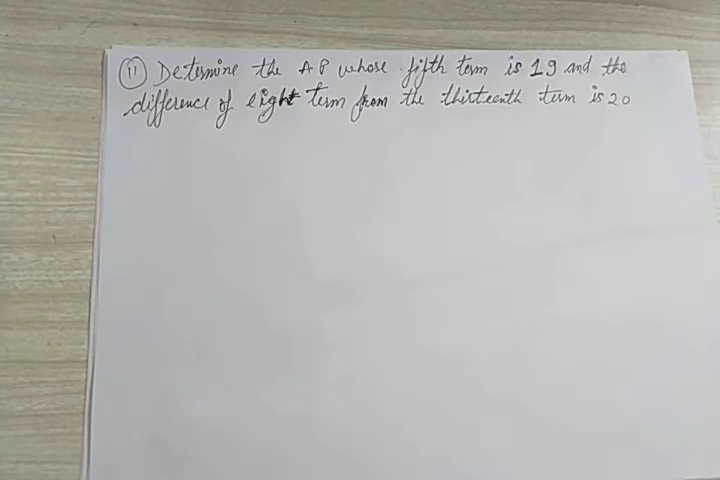 (11) Determine the AP whose fifth term is 19 and the
difference of eight term from the thirteenth term is 20